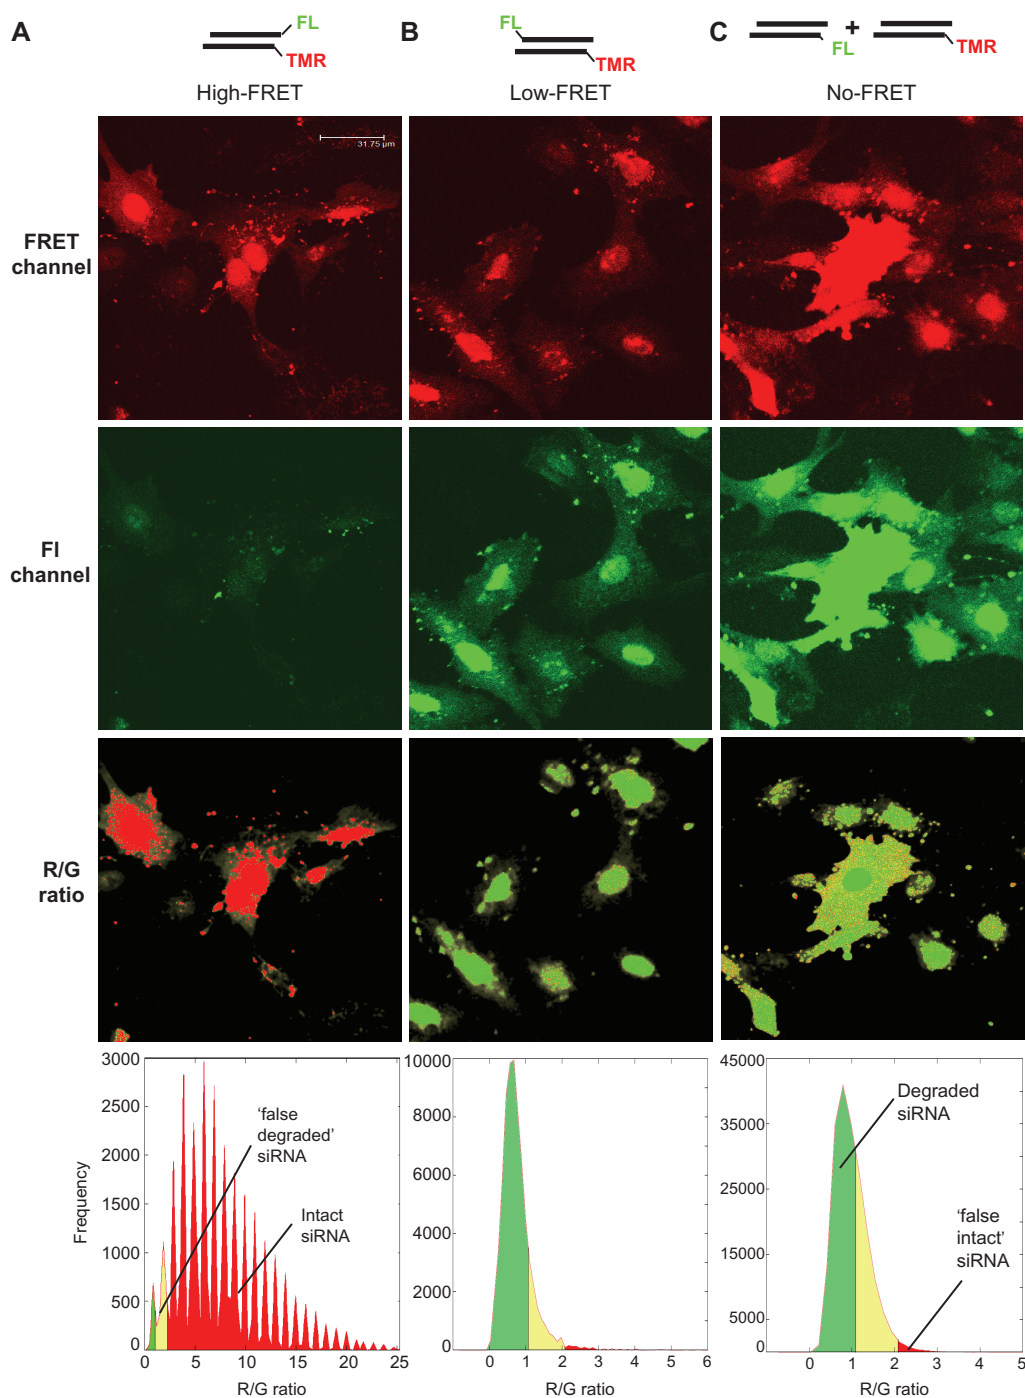 A
FL
TMR
High-FRET
B
FL
TMR
Low-FRET
C
+
FL
TMR
No-FRET
FRET
channel
31.75 µm
Fl
channel
R/G
ratio
Frequency
3000
2500
2000
1500
1000
500
0
0 5 10 15 20 25
R/G ratio
'false
degraded'
siRNA
Intact
siRNA
10000
8000
6000
4000
2000
0
0 1 2 3 4 5 6
R/G ratio
45000
35000
25000
15000
5000
0
0 1 2 3 4 5
R/G ratio
Degraded
siRNA
'false
intact'
siRNA